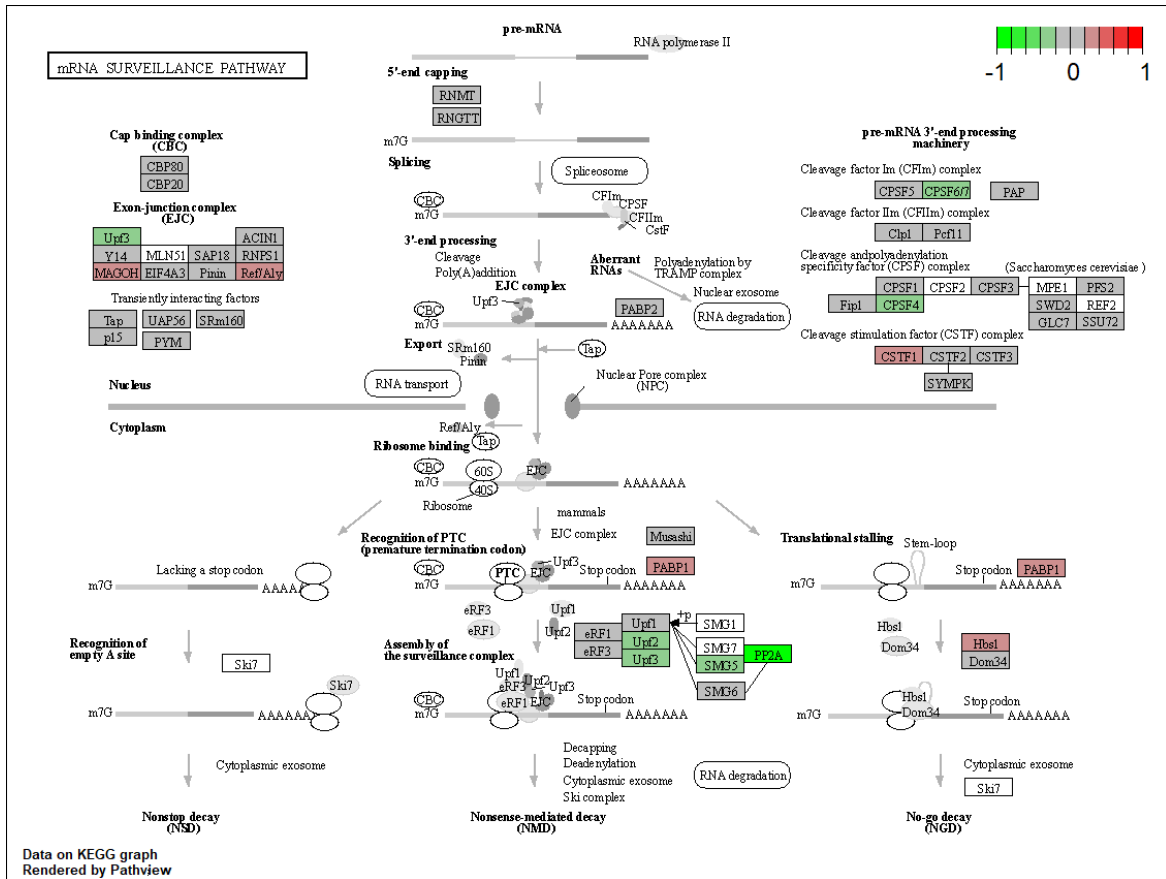 mRNA SURVEILLANCE PATHWAY
pre-mRNA
RNA polymerase II
-1 0 1
5'-end capping
RNMT
RNGTT
m7G
Cap binding complex
(CBC)
CBP80
CBP20
Exon-junction complex
(EJC)
Upf3 ACIN1
Y14 MLN51 SAP18 RNPS1
MAGOH EIF4A3 Pinin Ref/Aly
Transiently interacting factors
Tap UAP56 SRm160
p15 PYM
Splicing
Spliceosome
CBC
m7G
CFIm
CPSF
CFIIm
CstF
3'-end processing
Cleavage
Poly(A)addition
Aberrant
RNAs
Polyadenylation by
TRAMP complex
Nuclear exosome
RNA degradation
EJC complex
Upf3
CBC
m7G
PABP2
AAAAAAA
Export
SRm160
Pinin
Tap
RNA transport
Nuclear Pore complex
(NPC)
Nucleus
Cytoplasm
pre-mRNA 3'-end processing
machinery
Cleavage factor Im (CFIm) complex
CPSF5 CPSF6/7 PAP
Cleavage factor IIm (CFIIm) complex
Clp1 Pcf11
Cleavage andpolyadenylation
specificity factor (CPSF) complex
(Saccharomyces cerevisiae)
CPSF1 CPSF2 CPSF3 MPE1 PFS2
Fip1 CPSF4 SWD2 REF2
GLC7 SSU72
Cleavage stimulation factor (CSTF) complex
CSTF1 CSTF2 CSTF3
SYMPK
Ref/Aly
Tap
Ribosome binding
CBC
m7G
60S
40S
EJC
AAAAAAA
Ribosome
mammals
EJC complex
Musashi
PABP1
Recognition of PTC
(premature termination codon)
CBC
m7G
PTC
EJC
Upf3
Stop codon
AAAAAAA
eRF3
eRF1
Upf1
Upf2
eRF1
eRF3
Upf1
Upf2
Upf3
+p
SMG1
SMG7
SMG5
SMG6
PP2A
Assembly of
the surveillance complex
CBC
m7G
Upf1
eRF3
eRF1
Upf2
Upf3
EJC
Stop codon
AAAAAAA
Decapping
Deadenylation
Cytoplasmic exosome
Ski complex
RNA degradation
Nonsense-mediated decay
(NMD)
Lacking a stop codon
m7G
AAAAA
Recognition of
empty A site
Ski7
Ski7
m7G
AAAAAA
Cytoplasmic exosome
Nonstop decay
(NSD)
Translational stalling
Stem-loop
Stop codon
PABP1
m7G
AAAAAAA
Hbs1
Dom34
Hbs1
Dom34
m7G
Hbs1
Dom34
Stop codon
AAAAAAA
Cytoplasmic exosome
Ski7
No-go decay
(NGD)
Data on KEGG graph
Rendered by Pathview